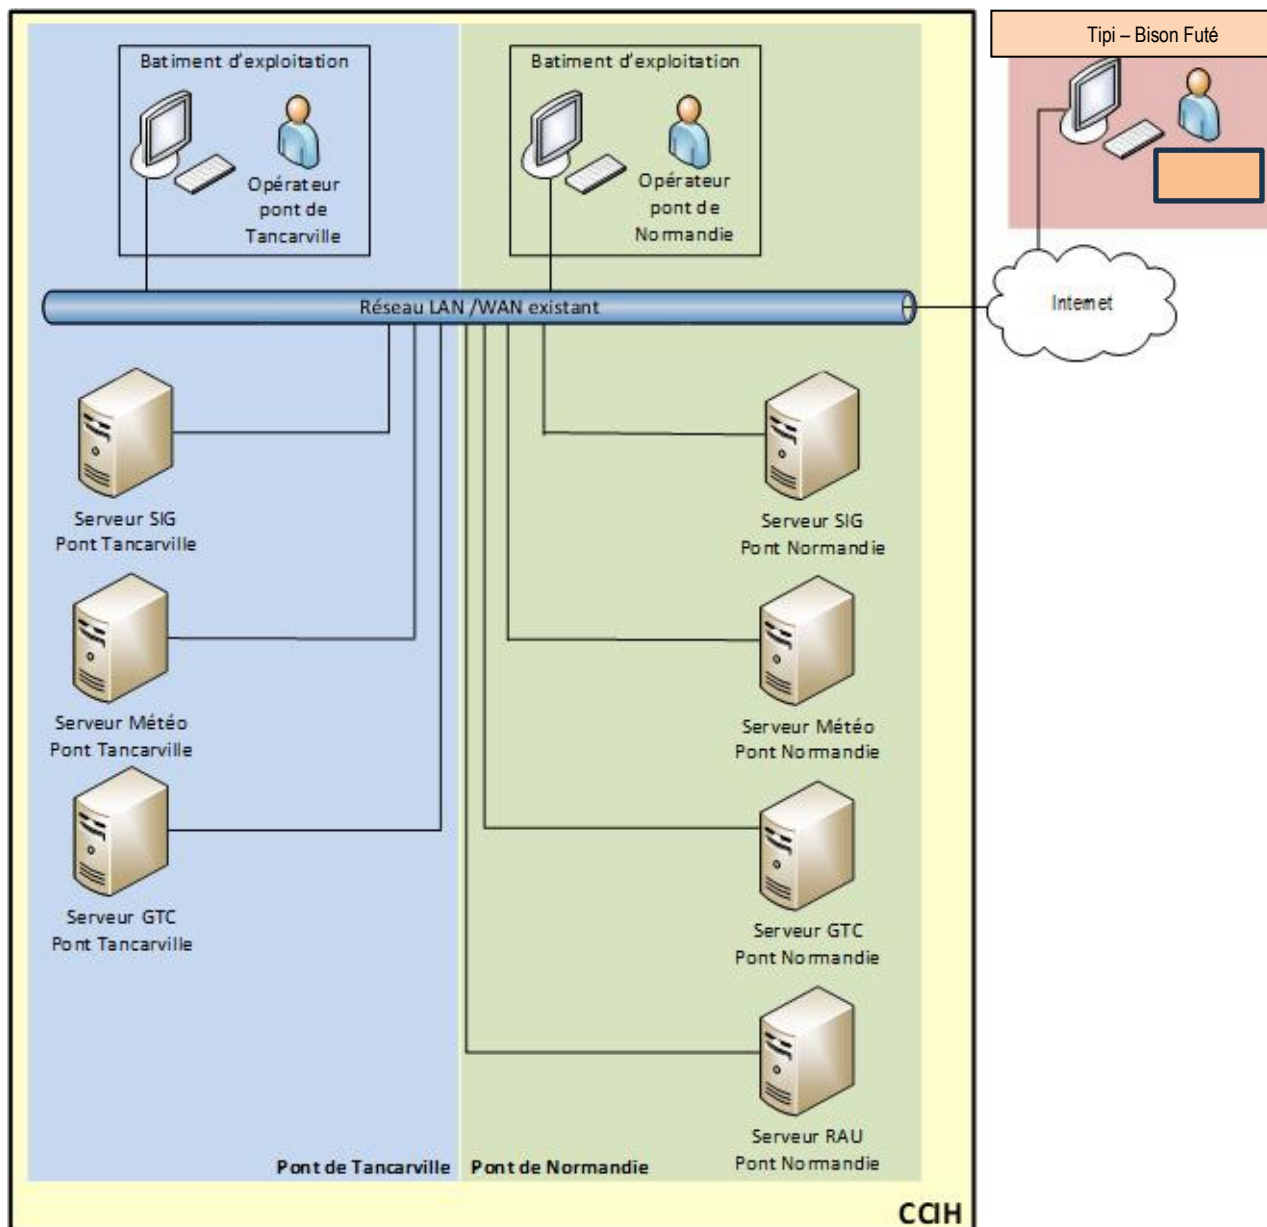 Tipi – Bison Futé
Batiment d'exploitation
Batiment d'exploitation
Opérateur
pont de
Tancarville
Opérateur
pont de
Normandie
Réseau LAN /WAN existant
Internet
Serveur SIG
Pont Tancarville
Serveur SIG
Pont Normandie
Serveur Météo
Pont Tancarville
Serveur Météo
Pont Normandie
Serveur GTC
Pont Tancarville
Serveur GTC
Pont Normandie
Serveur RAU
Pont Normandie
Pont de Tancarville
Pont de Normandie
CCIH